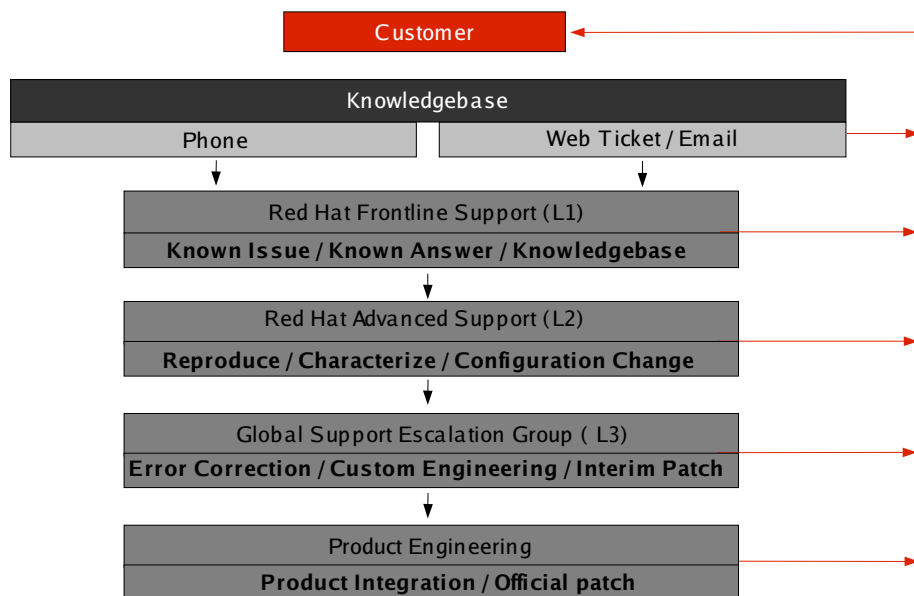 Customer
Knowledgebase
Phone
Web Ticket / Email
Red Hat Frontline Support (L1)
Known Issue / Known Answer / Knowledgebase
Red Hat Advanced Support (L2)
Reproduce / Characterize / Configuration Change
Global Support Escalation Group ( L3)
Error Correction / Custom Engineering / Interim Patch
Product Engineering
Product Integration / Official patch